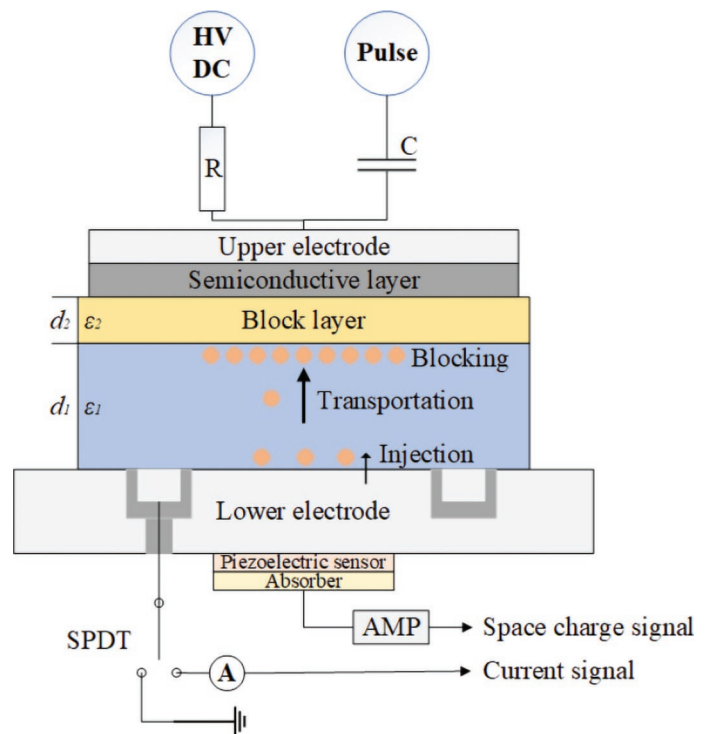 HV
DC
Pulse
R
C
Upper electrode
Semiconductive layer
d₂
ε₂
Block layer
Blocking
d₁
ε₁
Transportation
Injection
Lower electrode
Piezoelectric sensor
Absorber
AMP
Space charge signal
SPDT
A
Current signal